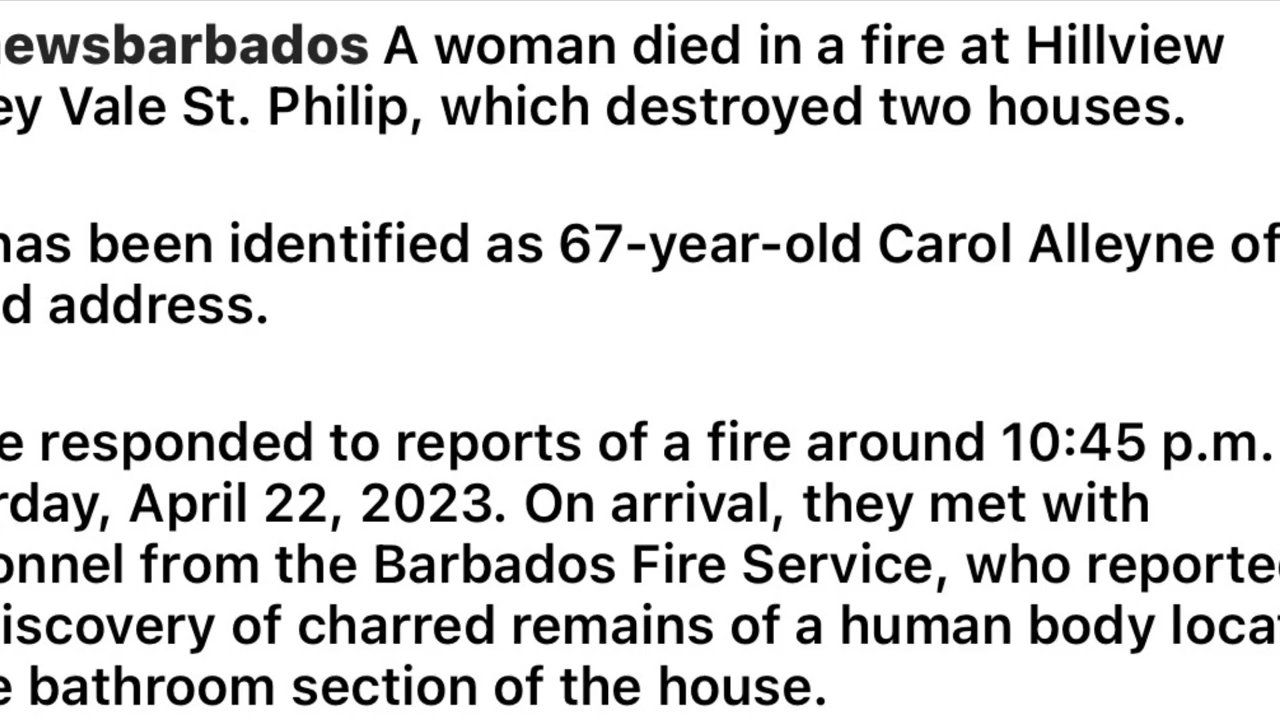 ewsbarbados A woman died in a fire at Hillview
ey Vale St. Philip, which destroyed two houses.
has been identified as 67-year-old Carol Alleyne of
d address.
e responded to reports of a fire around 10:45 p.m.
rday, April 22, 2023. On arrival, they met with
onnel from the Barbados Fire Service, who reported
iscovery of charred remains of a human body locat
e bathroom section of the house.